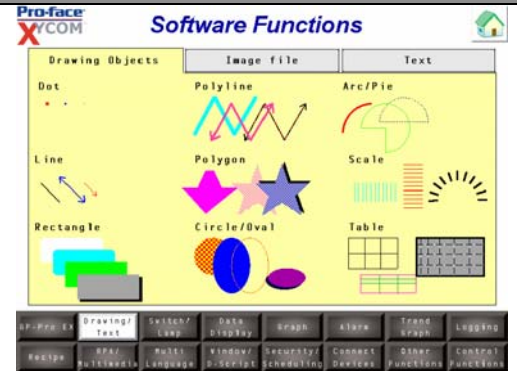 Pro-face
XYCOM
Software Functions
Drawing Objects
Image file
Text
Dot
Polyline
Arc/Pie
Line
Polygon
Scale
Rectangle
Circle/Oval
Table
GP-Pro EX
Drawing/
Text
Switch/
Lamp
Data
Display
Graph
Alarm
Trend
Graph
Logging
Recipe
RPA/
Multimedia
Multi
Language
Window/
D-Script
Security/
Scheduling
Connect
Devices
Other
Functions
Control
Functions